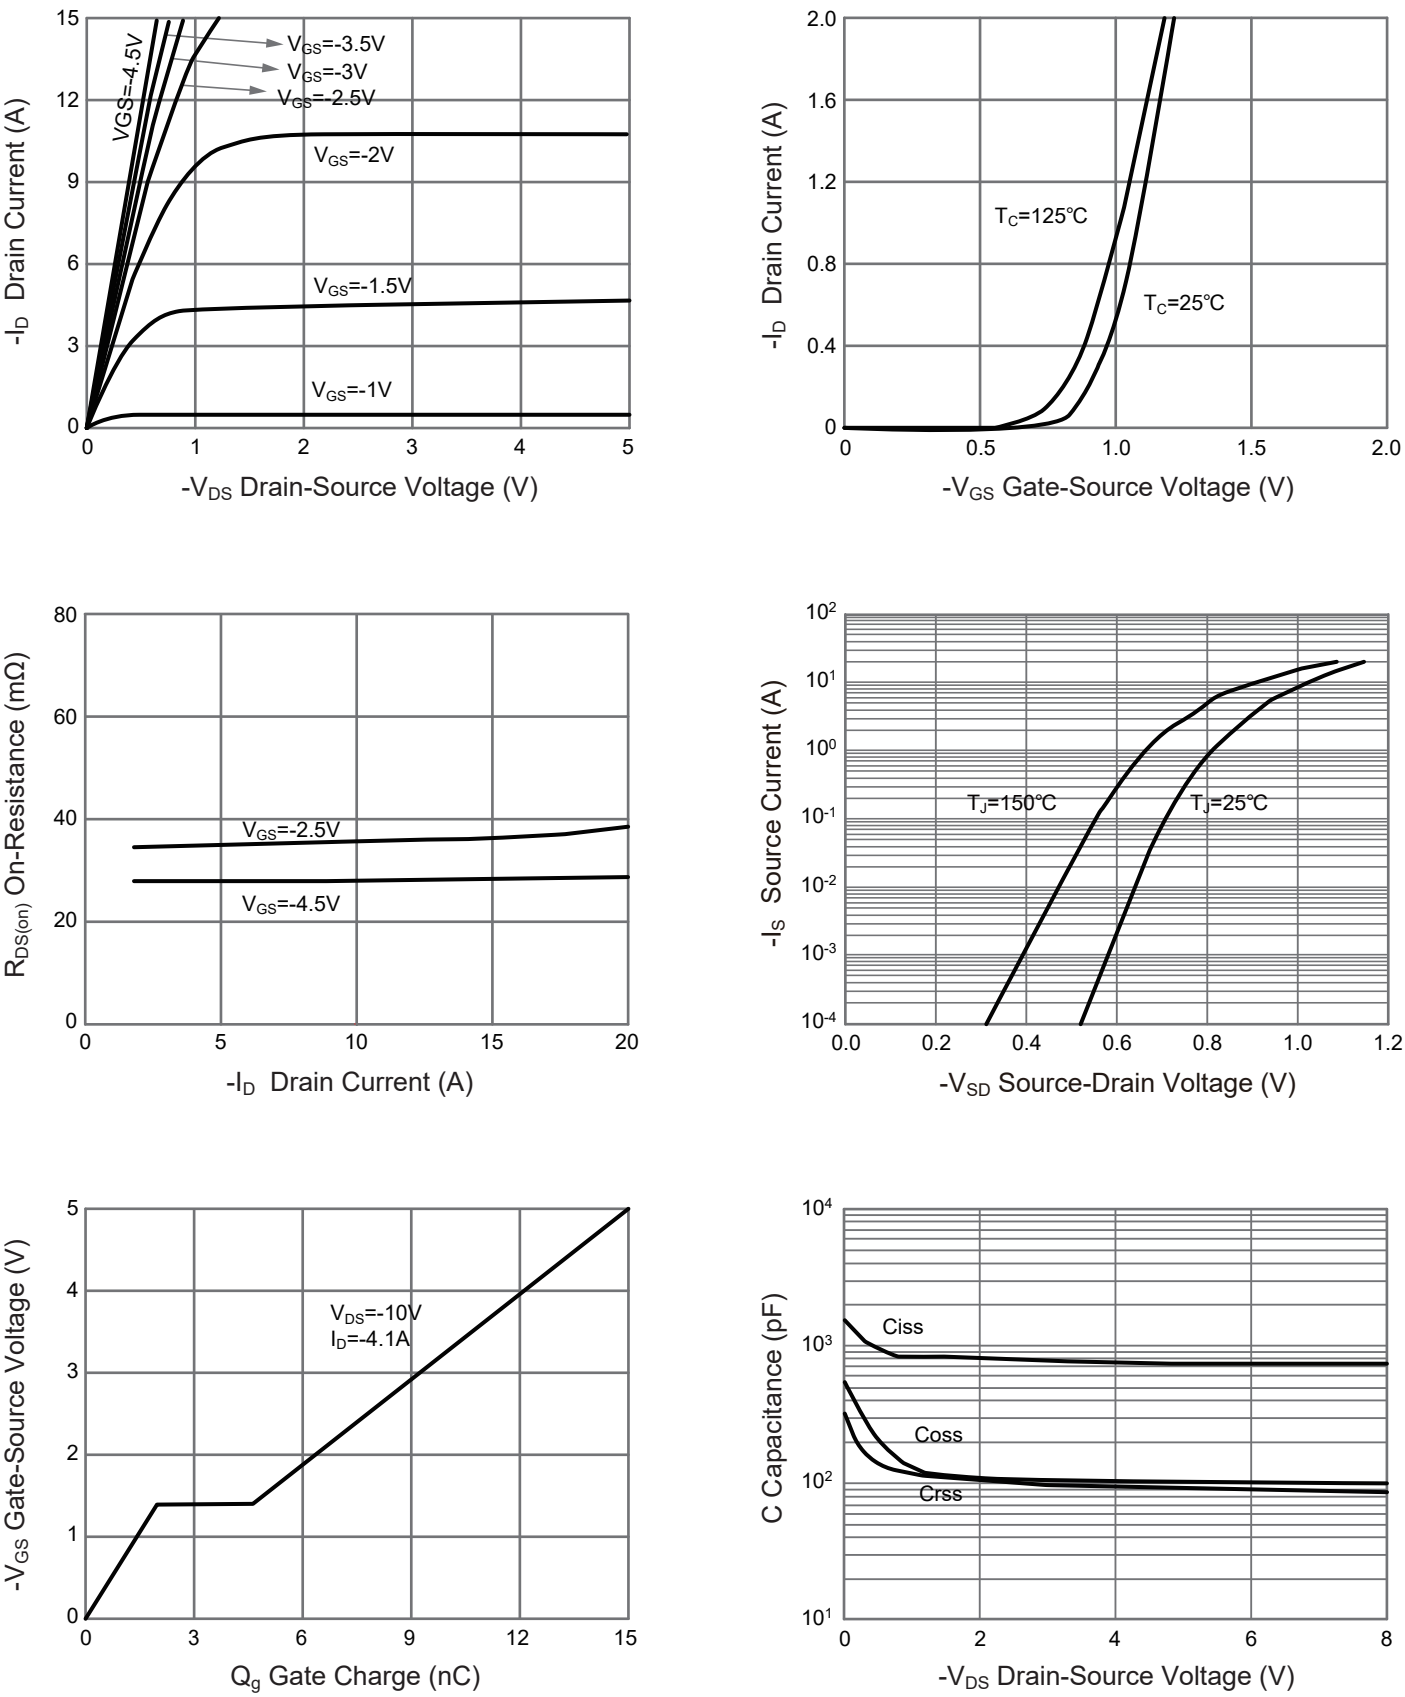 15
12
9
6
3
0
0 1 2 3 4 5
-ID Drain Current (A)
-VDS Drain-Source Voltage (V)
VGS=-4.5V
VGS=-3.5V
VGS=-3V
VGS=-2.5V
VGS=-2V
VGS=-1.5V
VGS=-1V
2.0
1.6
1.2
0.8
0.4
0
0 0.5 1.0 1.5 2.0
-ID Drain Current (A)
-VGS Gate-Source Voltage (V)
TC=125℃
TC=25℃
80
60
40
20
0
0 5 10 15 20
RDS(on) On-Resistance (mΩ)
-ID Drain Current (A)
VGS=-2.5V
VGS=-4.5V
10²
10¹
10⁰
10⁻¹
10⁻²
10⁻³
10⁻⁴
0.0 0.2 0.4 0.6 0.8 1.0 1.2
-IS Source Current (A)
-VSD Source-Drain Voltage (V)
TJ=150℃
TJ=25℃
5
4
3
2
1
0
0 3 6 9 12 15
-VGS Gate-Source Voltage (V)
Qg Gate Charge (nC)
VDS=-10V
ID=-4.1A
10⁴
10³
10²
10¹
0 2 4 6 8
C Capacitance (pF)
-VDS Drain-Source Voltage (V)
Ciss
Coss
Crss